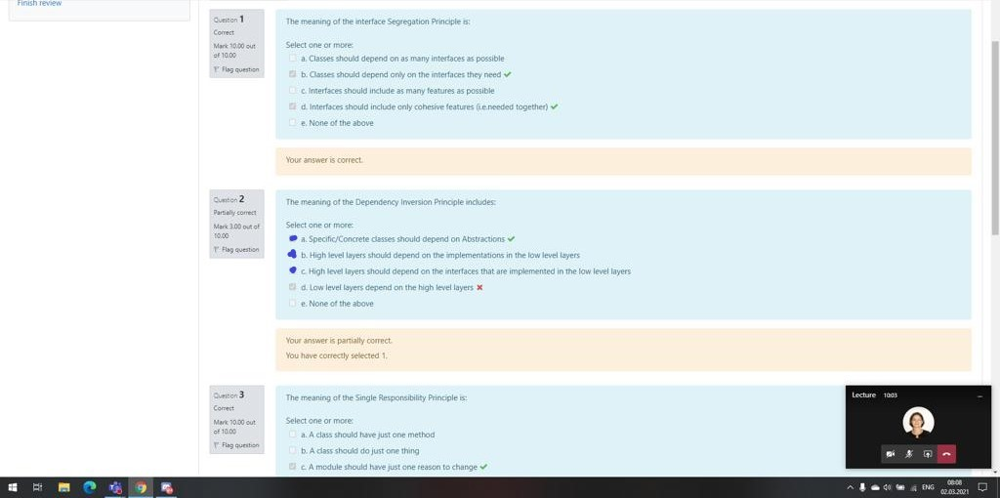 Finish review
Question 1
Correct
Mark 10.00 out
of 10.00
Flag question
The meaning of the interface Segregation Principle is:
Select one or more:
a. Classes should depend on as many interfaces as possible
b. Classes should depend only on the interfaces they need
c. Interfaces should include as many features as possible
d. Interfaces should include only cohesive features (i.e.needed together)
e. None of the above
Your answer is correct.
Question 2
Partially correct
Mark 3.00 out of
10.00
Flag question
The meaning of the Dependency Inversion Principle includes:
Select one or more:
a. Specific/Concrete classes should depend on Abstractions
b. High level layers should depend on the implementations in the low level layers
c. High level layers should depend on the interfaces that are implemented in the low level layers
d. Low level layers depend on the high level layers
e. None of the above
Your answer is partially correct.
You have correctly selected 1.
Question 3
Correct
Mark 10.00 out
of 10.00
Flag question
The meaning of the Single Responsibility Principle is:
Select one or more:
a. A class should have just one method
b. A class should do just one thing
c. A module should have just one reason to change
Lecture 10:03
ENG
08:08
02.03.2021